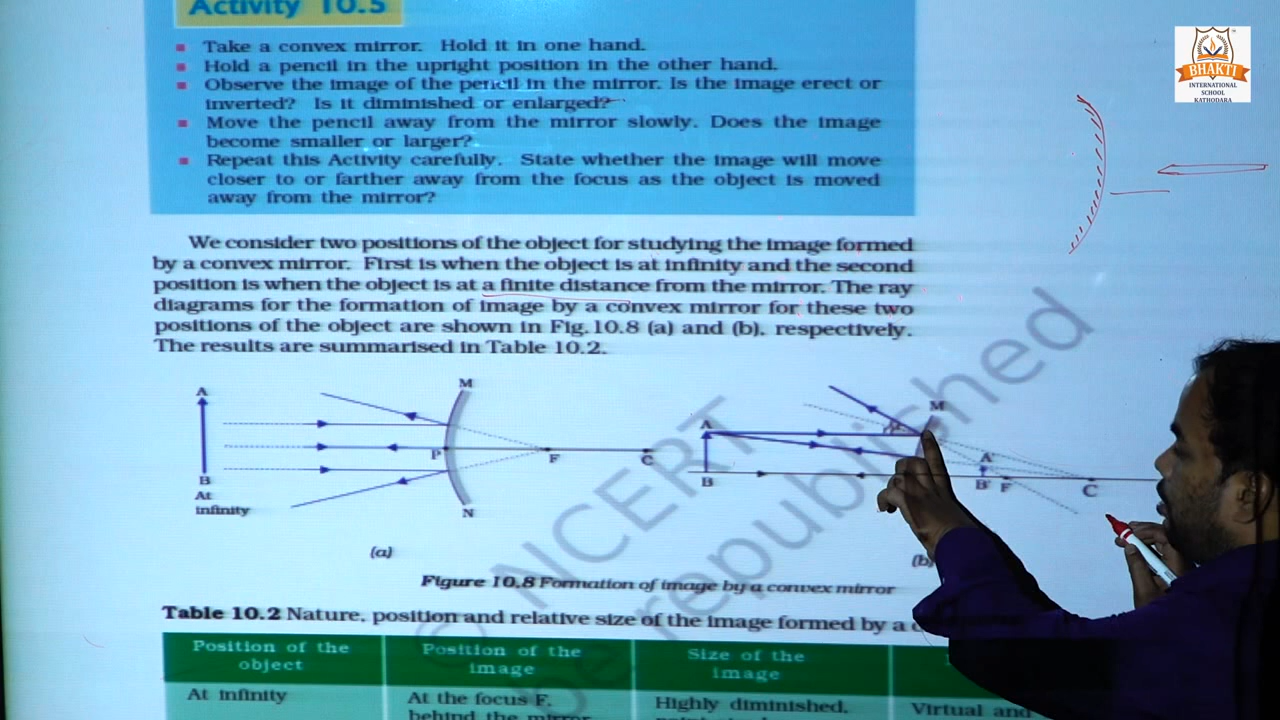 Activity 10.5
BHAKTI
INTERNATIONAL
SCHOOL
KATHODARA
▪ Take a convex mirror. Hold it in one hand.
▪ Hold a pencil in the upright position in the other hand.
▪ Observe the image of the pencil in the mirror. Is the image erect or
inverted? Is it diminished or enlarged?
▪ Move the pencil away from the mirror slowly. Does the image
become smaller or larger?
▪ Repeat this Activity carefully. State whether the image will move
closer to or farther away from the focus as the object is moved
away from the mirror?
We consider two positions of the object for studying the image formed
by a convex mirror. First is when the object is at infinity and the second
position is when the object is at a finite distance from the mirror. The ray
diagrams for the formation of image by a convex mirror for these two
positions of the object are shown in Fig.10.8 (a) and (b), respectively.
The results are summarised in Table 10.2.
A
M
P
F
C
B
At
infinity
N
(a)
A
M
A'
B
B'
F
C
(b)
© NCERT
be republished
Figure 10.8 Formation of image by a convex mirror
Table 10.2 Nature, position and relative size of the image formed by a
Position of the
object
Position of the
image
Size of the
image
At infinity
At the focus F,
behind the mirror
Highly diminished,
Virtual and